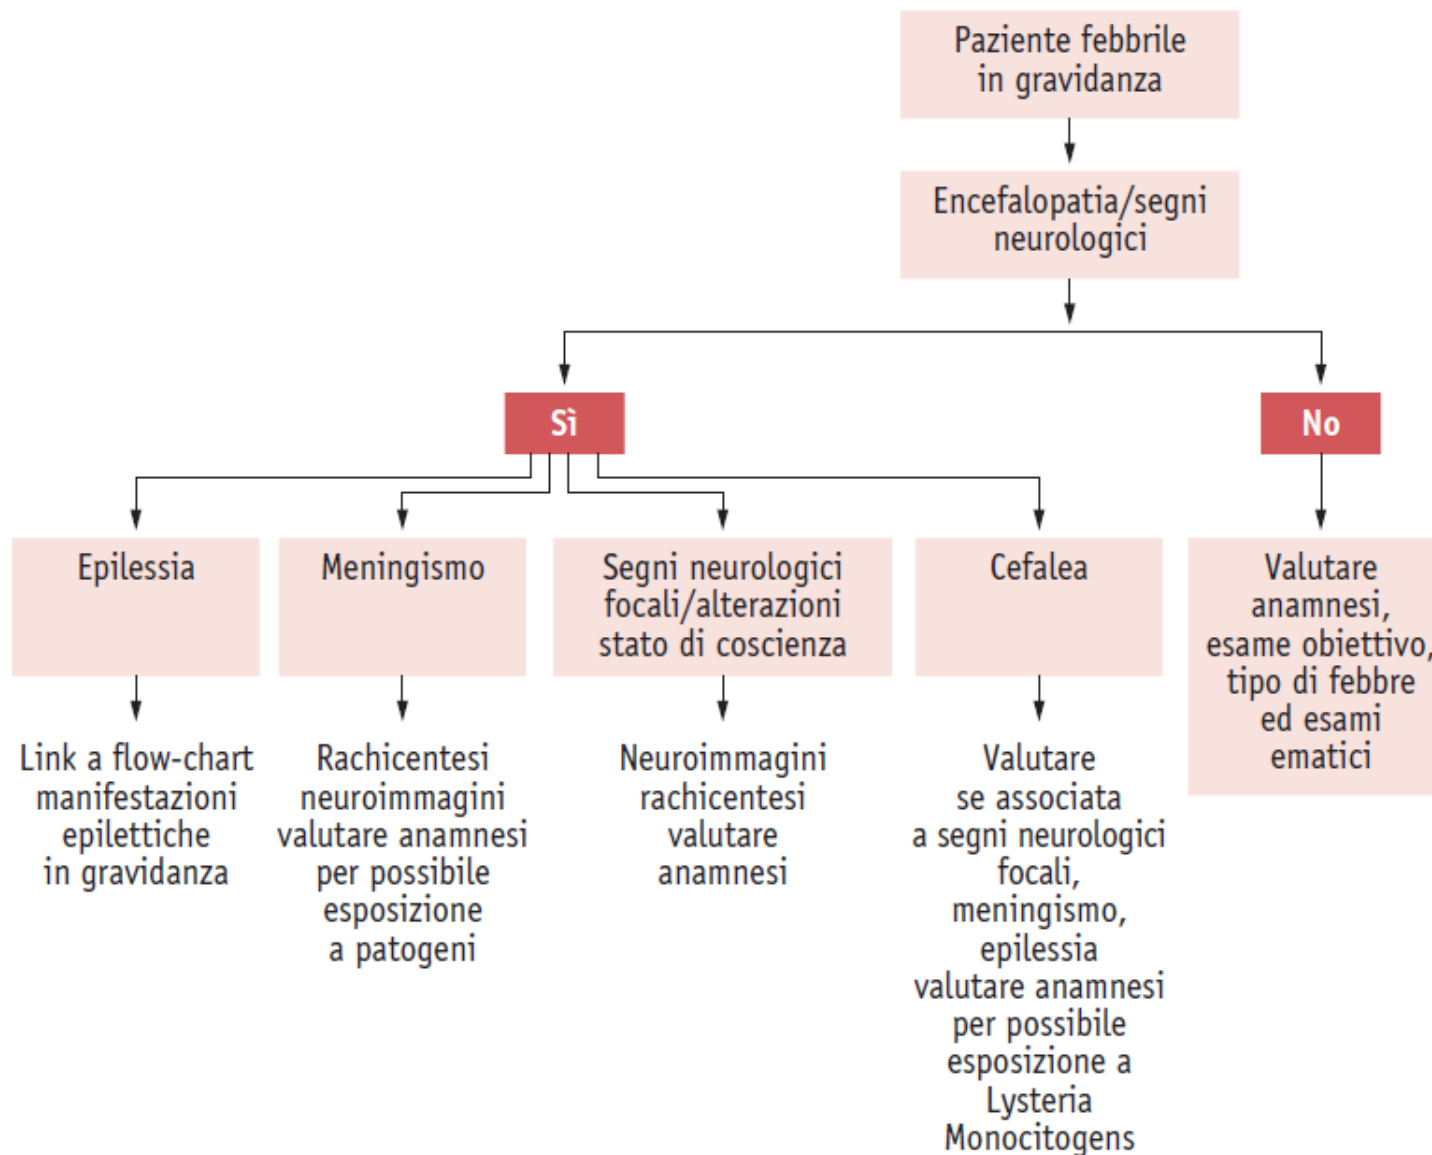 Paziente febbrile
in gravidanza
Encefalopatia/segni
neurologici
Sì
No
Epilessia
Meningismo
Segni neurologici
focali/alterazioni
stato di coscienza
Cefalea
Valutare
anamnesi,
esame obiettivo,
tipo di febbre
ed esami
ematici
Link a flow-chart
manifestazioni
epilettiche
in gravidanza
Rachicentesi
neuroimmagini
valutare anamnesi
per possibile
esposizione
a patogeni
Neuroimmagini
rachicentesi
valutare
anamnesi
Valutare
se associata
a segni neurologici
focali,
meningismo,
epilessia
valutare anamnesi
per possibile
esposizione a
Lysteria
Monocitogens